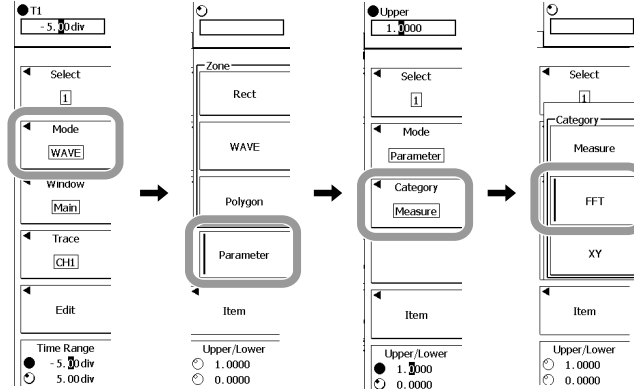 T1
-5.00div
Select
1
Mode
WAVE
Window
Main
Trace
CH1
Edit
Time Range
-5.00div
5.00div
Zone
Rect
WAVE
Polygon
Parameter
Item
Upper/Lower
1.0000
0.0000
Upper
1.0000
Select
1
Mode
Parameter
Category
Measure
Item
Upper/Lower
1.0000
0.0000
Select
1
Category
Measure
FFT
XY
Item
Upper/Lower
1.0000
0.0000